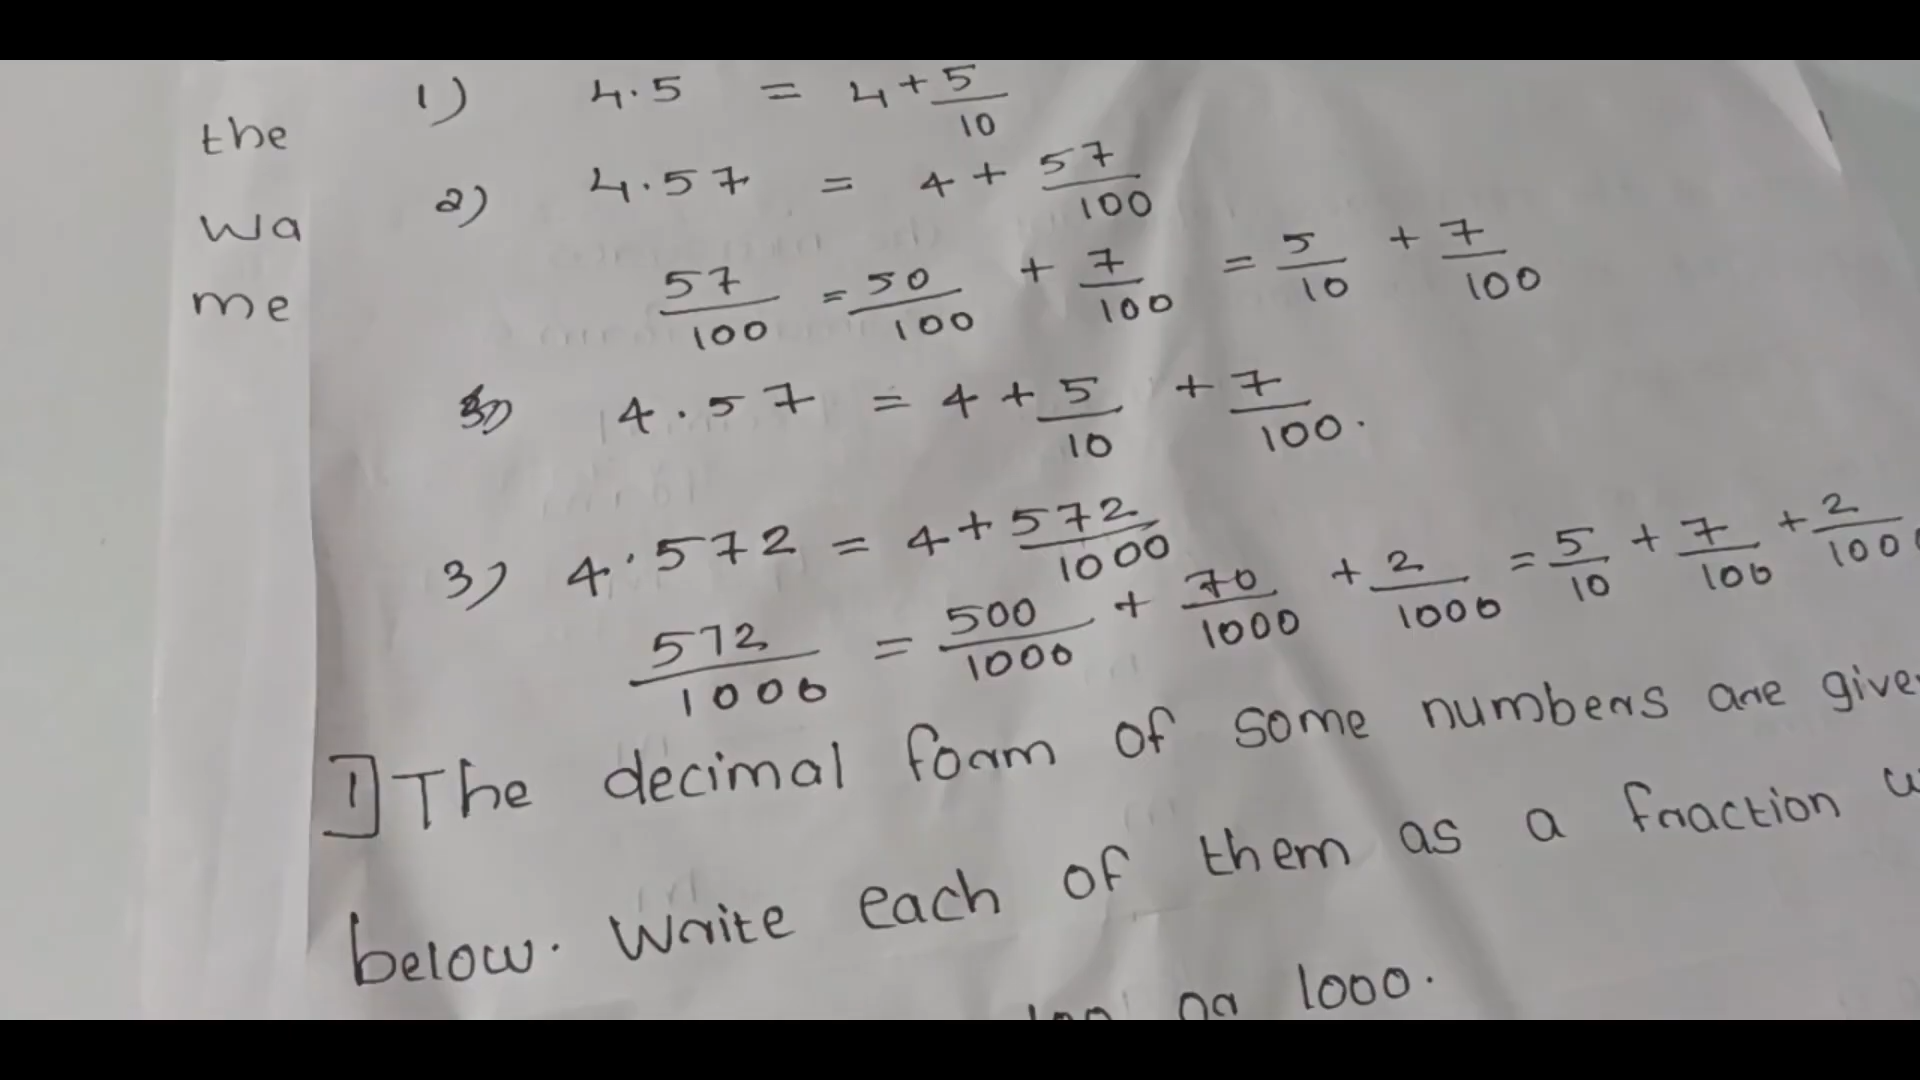 the
wa
me
1) 4.5 = 4 + 5/10
2) 4.57 = 4 + 57/100
57/100 = 50/100 + 7/100 = 5/10 + 7/100
4.57 = 4 + 5/10 + 7/100.
3) 4.572 = 4 + 572/1000
572/1000 = 500/1000 + 70/1000 + 2/1000 = 5/10 + 7/100 + 2/100
1] The decimal form of some numbers are give
below. Write each of them as a fraction
or 1000.